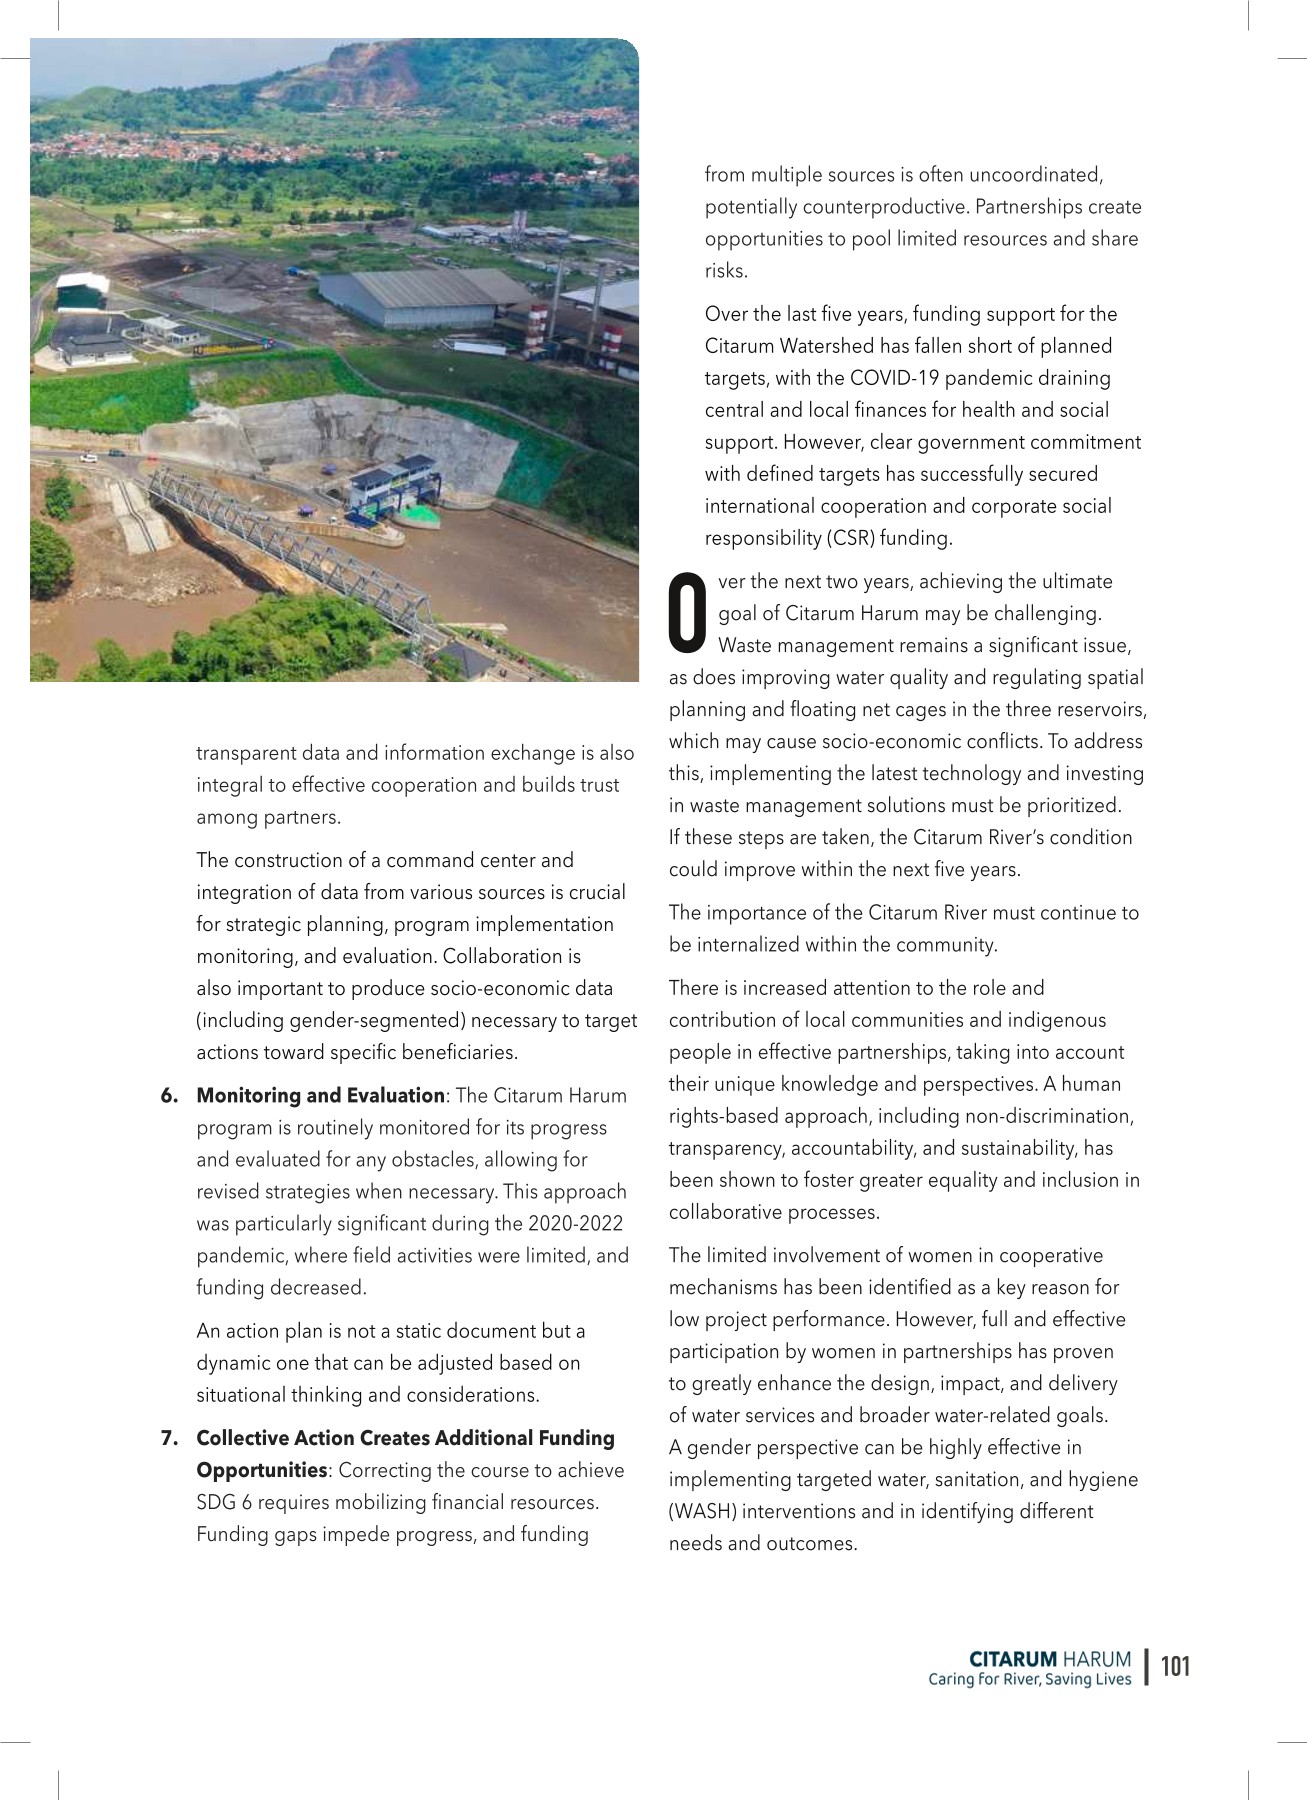 transparent data and information exchange is also
integral to effective cooperation and builds trust
among partners.
The construction of a command center and
integration of data from various sources is crucial
for strategic planning, program implementation
monitoring, and evaluation. Collaboration is
also important to produce socio-economic data
(including gender-segmented) necessary to target
actions toward specific beneficiaries.
6. Monitoring and Evaluation: The Citarum Harum
program is routinely monitored for its progress
and evaluated for any obstacles, allowing for
revised strategies when necessary. This approach
was particularly significant during the 2020-2022
pandemic, where field activities were limited, and
funding decreased.
An action plan is not a static document but a
dynamic one that can be adjusted based on
situational thinking and considerations.
7. Collective Action Creates Additional Funding
Opportunities: Correcting the course to achieve
SDG 6 requires mobilizing financial resources.
Funding gaps impede progress, and funding
from multiple sources is often uncoordinated,
potentially counterproductive. Partnerships create
opportunities to pool limited resources and share
risks.
Over the last five years, funding support for the
Citarum Watershed has fallen short of planned
targets, with the COVID-19 pandemic draining
central and local finances for health and social
support. However, clear government commitment
with defined targets has successfully secured
international cooperation and corporate social
responsibility (CSR) funding.
Over the next two years, achieving the ultimate
goal of Citarum Harum may be challenging.
Waste management remains a significant issue,
as does improving water quality and regulating spatial
planning and floating net cages in the three reservoirs,
which may cause socio-economic conflicts. To address
this, implementing the latest technology and investing
in waste management solutions must be prioritized.
If these steps are taken, the Citarum River’s condition
could improve within the next five years.
The importance of the Citarum River must continue to
be internalized within the community.
There is increased attention to the role and
contribution of local communities and indigenous
people in effective partnerships, taking into account
their unique knowledge and perspectives. A human
rights-based approach, including non-discrimination,
transparency, accountability, and sustainability, has
been shown to foster greater equality and inclusion in
collaborative processes.
The limited involvement of women in cooperative
mechanisms has been identified as a key reason for
low project performance. However, full and effective
participation by women in partnerships has proven
to greatly enhance the design, impact, and delivery
of water services and broader water-related goals.
A gender perspective can be highly effective in
implementing targeted water, sanitation, and hygiene
(WASH) interventions and in identifying different
needs and outcomes.
CITARUM HARUM
Caring for River, Saving Lives
101